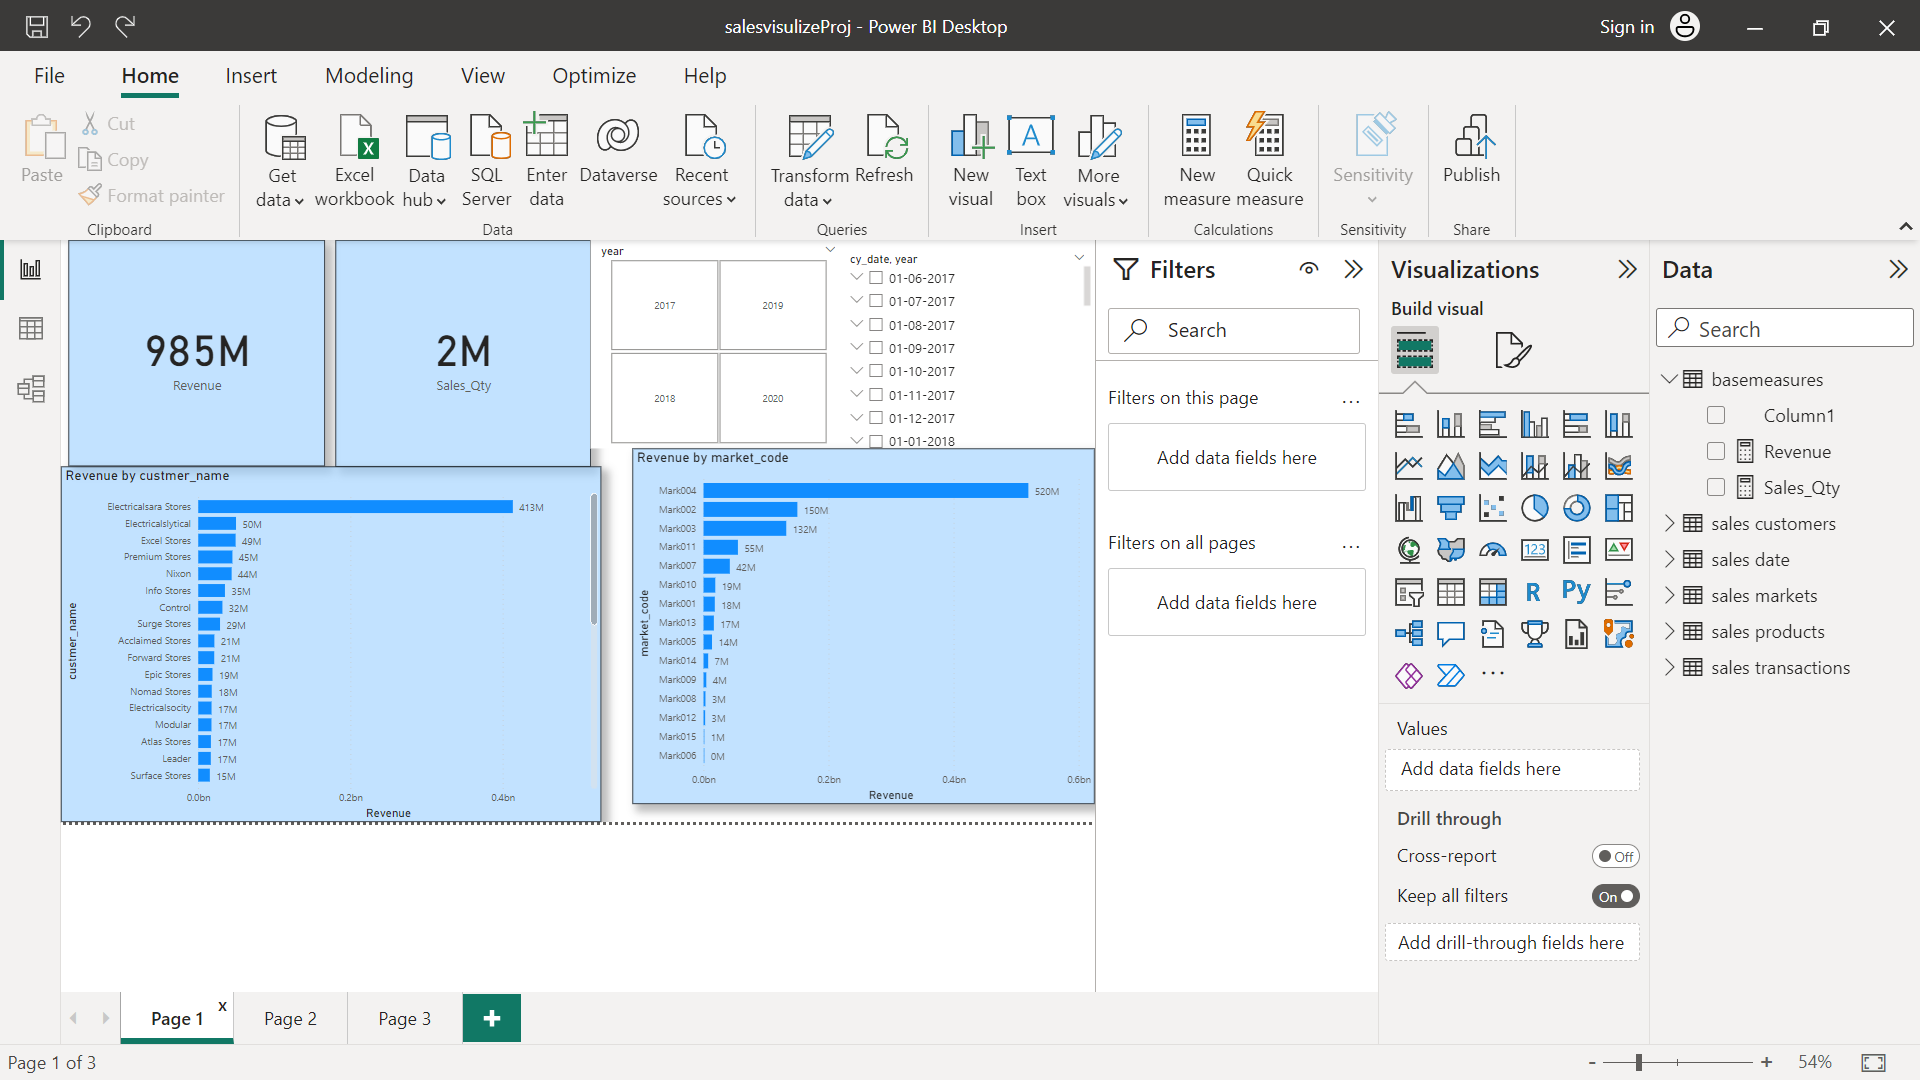 salesvisulizeProj - Power BI Desktop
Sign in
File
Home
Insert
Modeling
View
Optimize
Help
Paste
Cut
Copy
Format painter
Clipboard
Get data
Excel workbook
Data hub
SQL Server
Enter data
Dataverse
Recent sources
Data
Transform data
Refresh
Queries
New visual
Text box
More visuals
Insert
New measure
Quick measure
Calculations
Sensitivity
Sensitivity
Publish
Share
985M
Revenue
2M
Sales_Qty
year
2017
2019
2018
2020
cy_date, year
01-06-2017
01-07-2017
01-08-2017
01-09-2017
01-10-2017
01-11-2017
01-12-2017
01-01-2018
Revenue by custmer_name
custmer_name
Electricalsara Stores 413M
Electricalslytical 50M
Excel Stores 49M
Premium Stores 45M
Nixon 44M
Info Stores 35M
Control 32M
Surge Stores 29M
Acclaimed Stores 21M
Forward Stores 21M
Epic Stores 19M
Nomad Stores 18M
Electricalsocity 17M
Modular 17M
Atlas Stores 17M
Leader 17M
Surface Stores 15M
0.0bn 0.2bn 0.4bn
Revenue
Revenue by market_code
market_code
Mark004 520M
Mark002 150M
Mark003 132M
Mark011 55M
Mark007 42M
Mark010 19M
Mark001 18M
Mark013 17M
Mark005 14M
Mark014 7M
Mark009 4M
Mark008 3M
Mark012 3M
Mark015 1M
Mark006 0M
0.0bn 0.2bn 0.4bn 0.6bn
Revenue
Filters
Search
Filters on this page ...
Add data fields here
Filters on all pages ...
Add data fields here
Visualizations
Build visual
123
R
Py
...
Values
Add data fields here
Drill through
Cross-report Off
Keep all filters On
Add drill-through fields here
Data
Search
basemeasures
Column1
Revenue
Sales_Qty
sales customers
sales date
sales markets
sales products
sales transactions
Page 1 x
Page 2
Page 3
+
Page 1 of 3
- + 54%